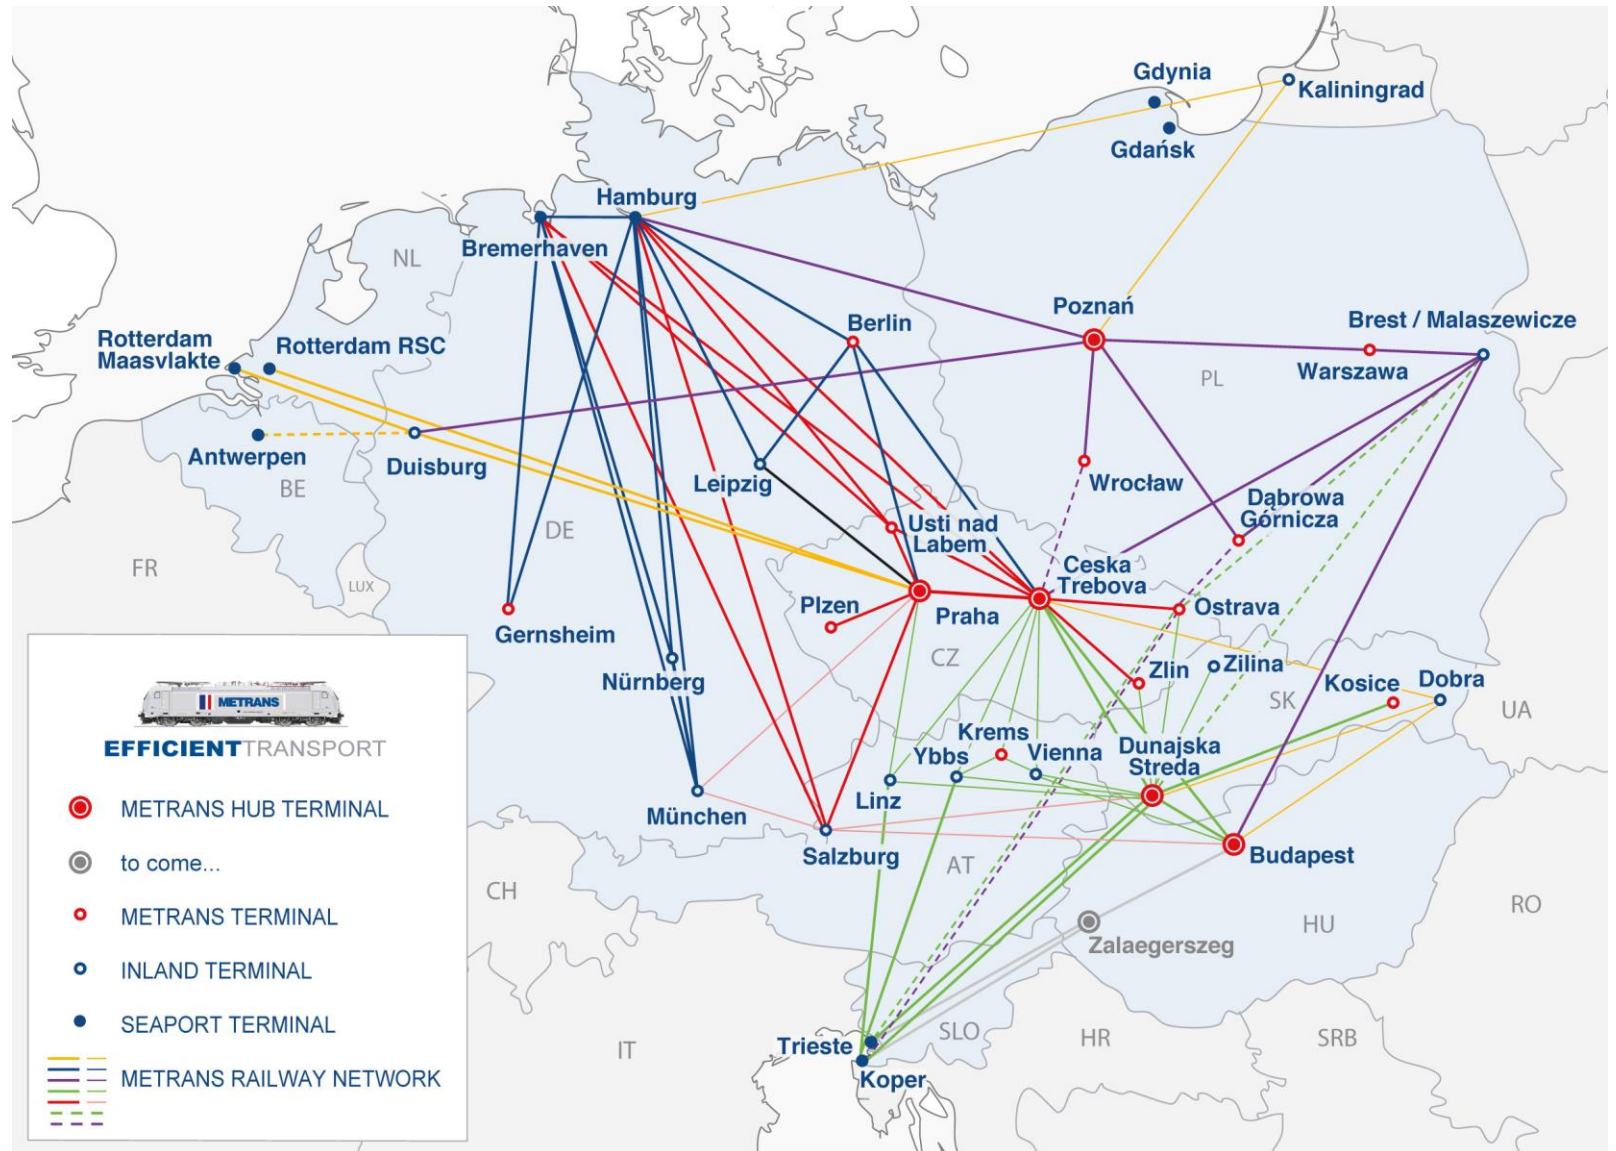 Gdynia
Kaliningrad
Gdańsk
Hamburg
Bremerhaven
NL
Poznań
Berlin
Brest / Malaszewicze
Rotterdam
Maasvlakte
Rotterdam RSC
Warszawa
PL
Antwerpen
Duisburg
BE
Leipzig
Wrocław
Dąbrowa
Górnicza
DE
Usti nad
Labem
Ceska
Trebova
FR
LUX
Plzen
Praha
Ostrava
Gernsheim
CZ
Nürnberg
Zlin
Zilina
SK
Kosice
Dobra
UA
Krems
Ybbs
Vienna
Dunajska
Streda
Linz
München
Salzburg
Budapest
AT
CH
HU
RO
Zalaegerszeg
SLO
HR
SRB
IT
Trieste
Koper
METRANS
EFFICIENTTRANSPORT
METRANS HUB TERMINAL
to come...
METRANS TERMINAL
INLAND TERMINAL
SEAPORT TERMINAL
METRANS RAILWAY NETWORK